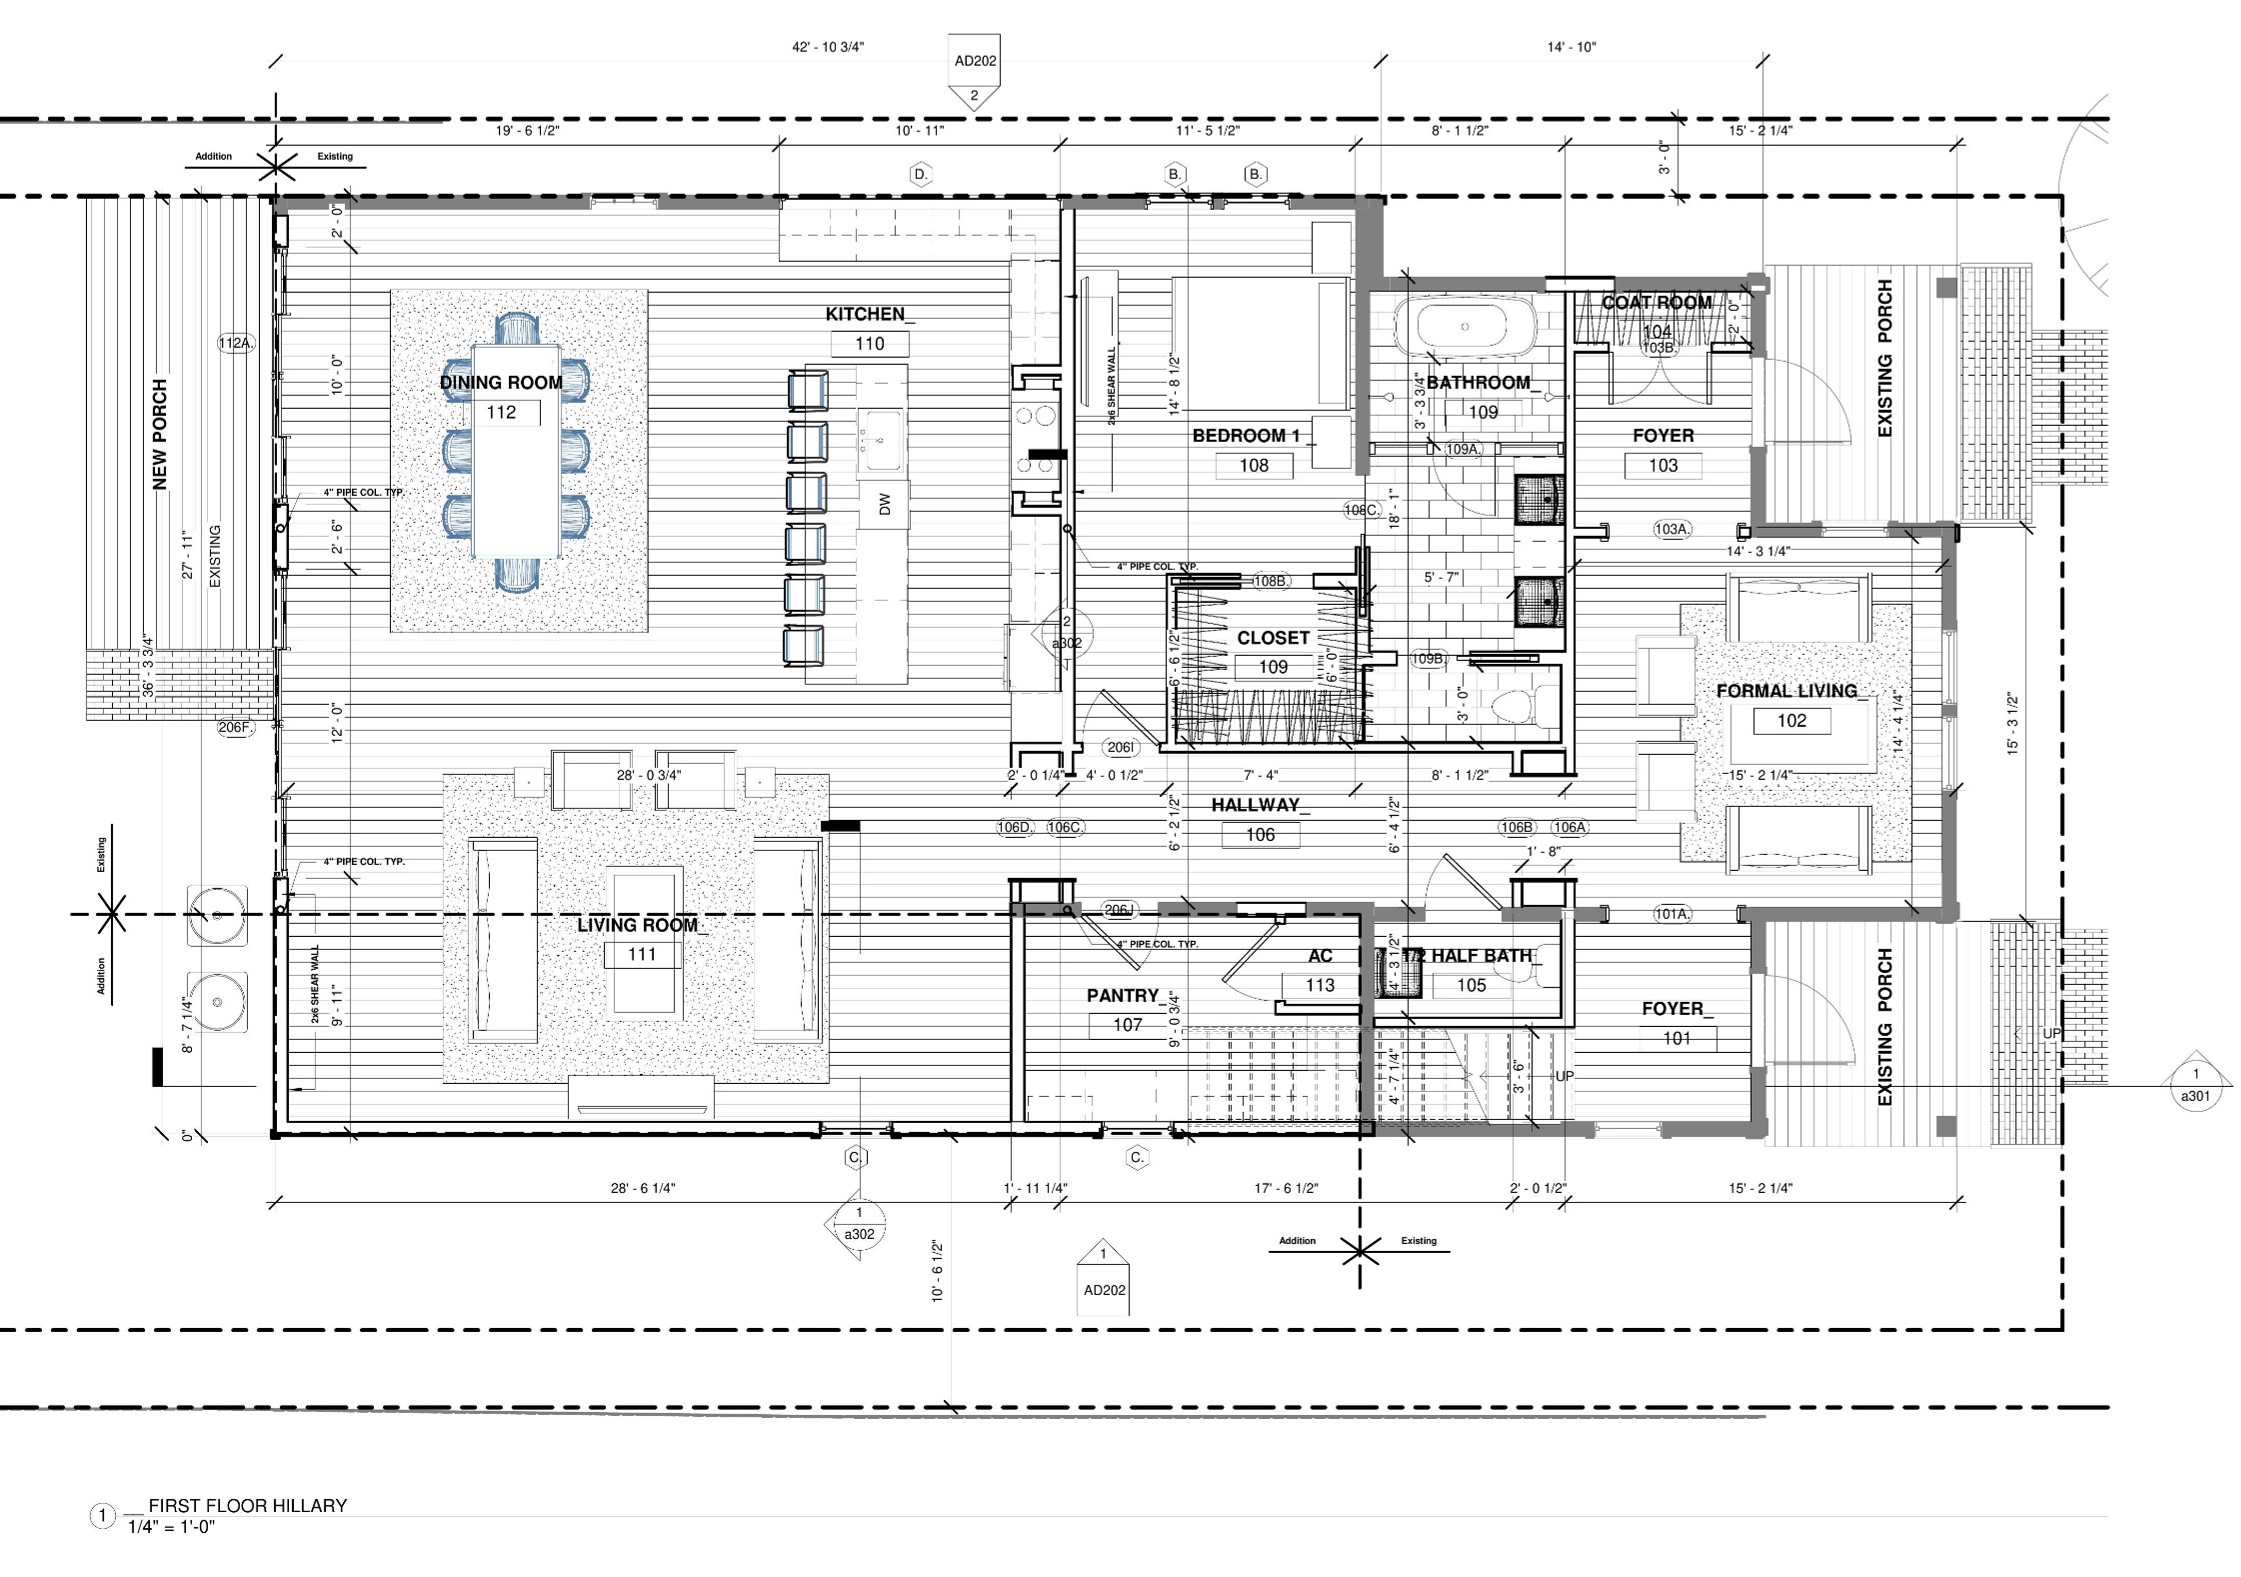 42' - 10 3/4"
14' - 10"
AD202
2
19' - 6 1/2"
10' - 11"
11' - 5 1/2"
8' - 1 1/2"
15' - 2 1/4"
3' - 0"
Addition
Existing
D.
B.
B.
2' - 0"
KITCHEN_
110
COAT ROOM
104
103B.
2' - 0"
EXISTING PORCH
112A.
10' - 0"
DINING ROOM
112
2x6 SHEAR WALL
14' - 8 1/2"
3' - 3 3/4"
BATHROOM_
109
NEW PORCH
BEDROOM 1_
108
109A.
FOYER
103
4" PIPE COL. TYP.
DW
108C.
18' - 1"
103A.
2' - 6"
27' - 11"
EXISTING
14' - 3 1/4"
4" PIPE COL. TYP.
108B.
5' - 7"
2
a302
CLOSET
109
6' - 6 1/2"
6' - 0"
109B.
36' - 3 3/4"
3' - 0"
FORMAL LIVING_
102
14' - 4 1/4"
15' - 3 1/2"
206F.
12' - 0"
206I
28' - 0 3/4"
2' - 0 1/4"
4' - 0 1/2"
7' - 4"
8' - 1 1/2"
15' - 2 1/4"
HALLWAY_
106
6' - 2 1/2"
6' - 4 1/2"
106D.
106C.
106B
106A
1' - 8"
Existing
4" PIPE COL. TYP.
206J
101A.
LIVING ROOM_
111
4" PIPE COL. TYP.
AC
113
1/2 HALF BATH_
105
4' - 3 1/2"
EXISTING PORCH
Addition
2x6 SHEAR WALL
9' - 11"
8' - 7 1/4"
PANTRY_
107
9' - 0 3/4"
FOYER_
101
UP
4' - 7 1/4"
3' - 6"
UP
1
a301
0"
C.
C.
28' - 6 1/4"
1' - 11 1/4"
17' - 6 1/2"
2' - 0 1/2"
15' - 2 1/4"
1
a302
10' - 6 1/2"
1
AD202
Addition
Existing
1
__FIRST FLOOR HILLARY
1/4" = 1'-0"